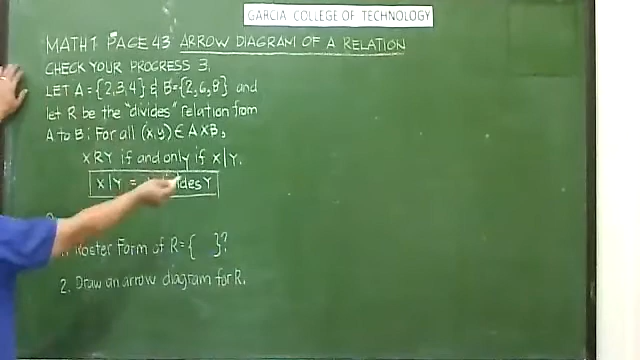 GARCIA COLLEGE OF TECHNOLOGY
MATH 1 PAGE 43 ARROW DIAGRAM OF A RELATION
CHECK YOUR PROGRESS 3.
LET A = {2,3,4} & B = {2,6,8} and
let R be the "divides" relation from
A to B; For all (x,y) ∈ A X B,
x R Y if and only if x | Y.
x | Y = Y
Roster Form of R = { }?
2. Draw an arrow diagram for R.